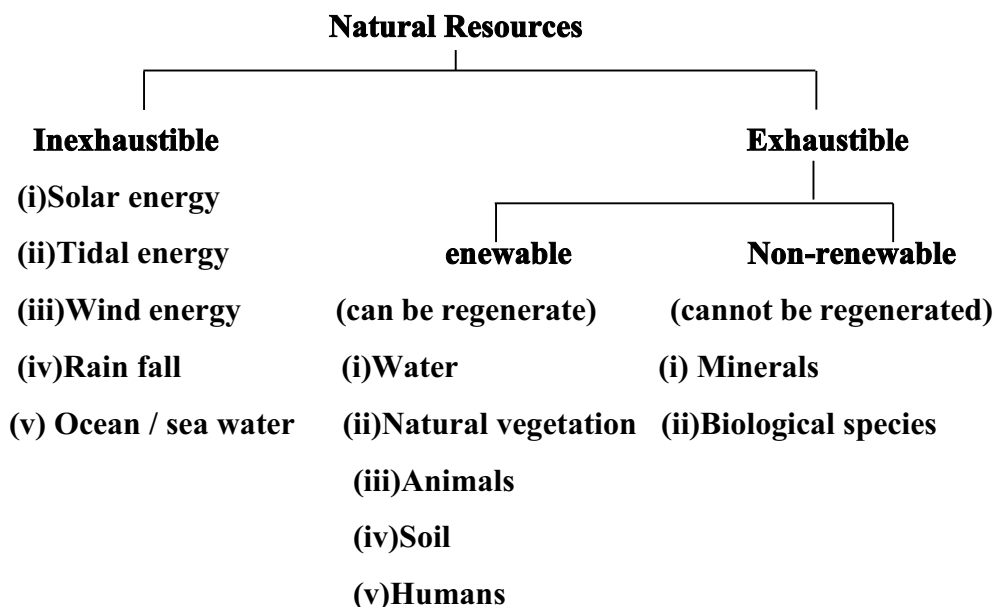 Natural Resources
Inexhaustible
(i)Solar energy
(ii)Tidal energy
(iii)Wind energy
(iv)Rain fall
(v) Ocean / sea water
Exhaustible
enewable
(can be regenerate)
(i)Water
(ii)Natural vegetation
(iii)Animals
(iv)Soil
(v)Humans
Non-renewable
(cannot be regenerated)
(i) Minerals
(ii)Biological species